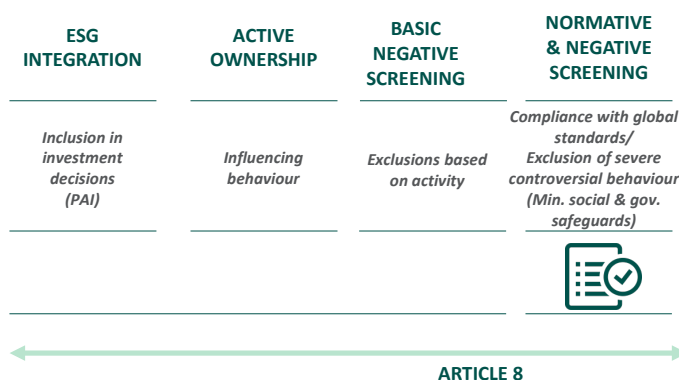 ESG
INTEGRATION
ACTIVE
OWNERSHIP
BASIC
NEGATIVE
SCREENING
NORMATIVE
& NEGATIVE
SCREENING
Inclusion in
investment
decisions
(PAI)
Influencing
behaviour
Exclusions based
on activity
Compliance with global
standards/
Exclusion of severe
controversial behaviour
(Min. social & gov.
safeguards)
ARTICLE 8